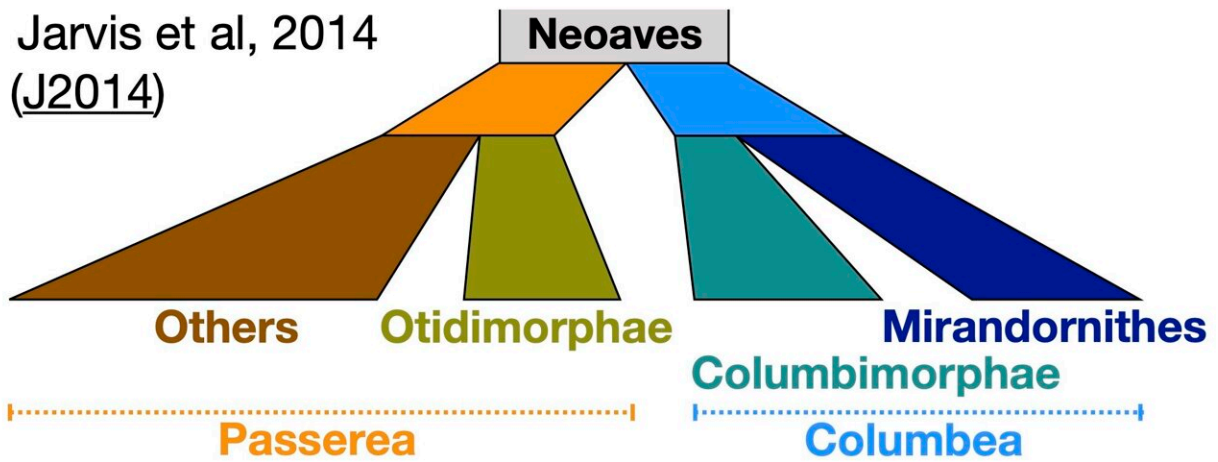 Jarvis et al, 2014
(J2014)
Neoaves
Others
Otidimorphae
Mirandornithes
Columbimorphae
Passerea
Columbea